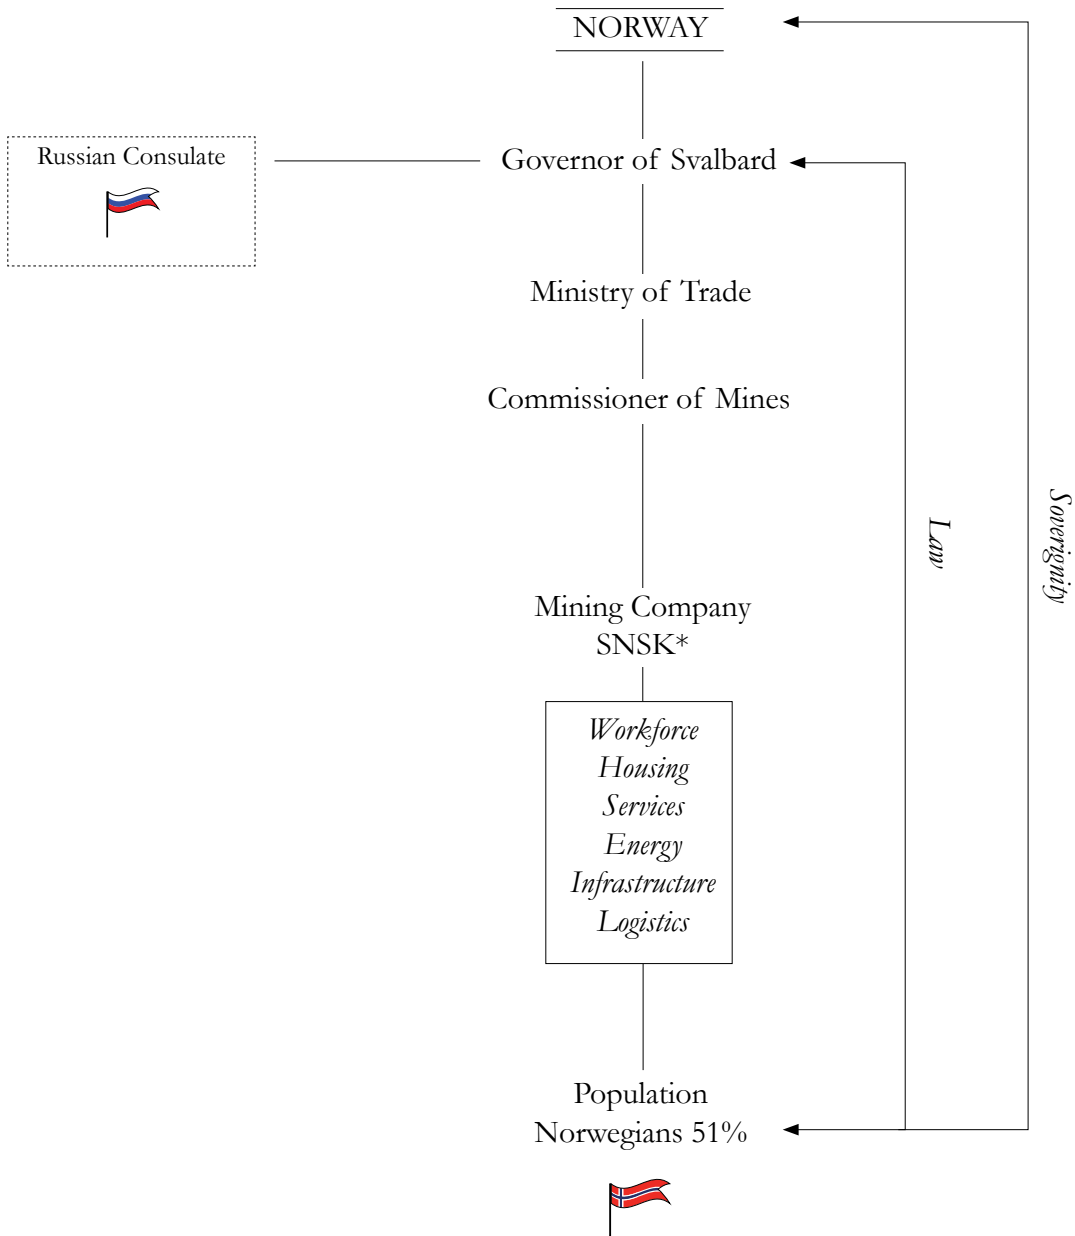 NORWAY
Russian Consulate
Governor of Svalbard
Ministry of Trade
Commissioner of Mines
Law
Soverignity
Mining Company
SNSK*
Workforce
Housing
Services
Energy
Infrastructure
Logistics
Population
Norwegians 51%